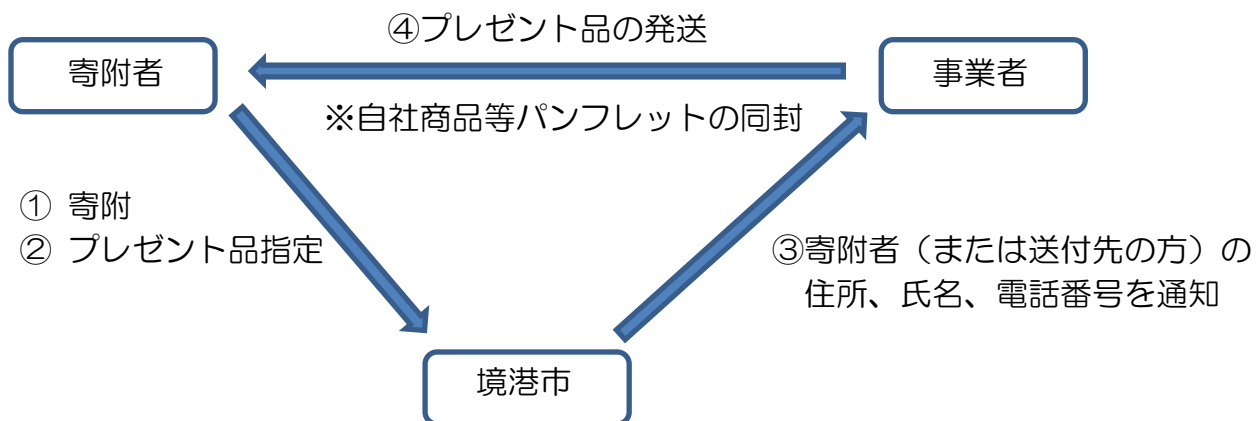 ④プレゼント品の発送
寄附者
事業者
※自社商品等パンフレットの同封
① 寄附
② プレゼント品指定
③寄附者（または送付先の方）の
住所、氏名、電話番号を通知
境港市